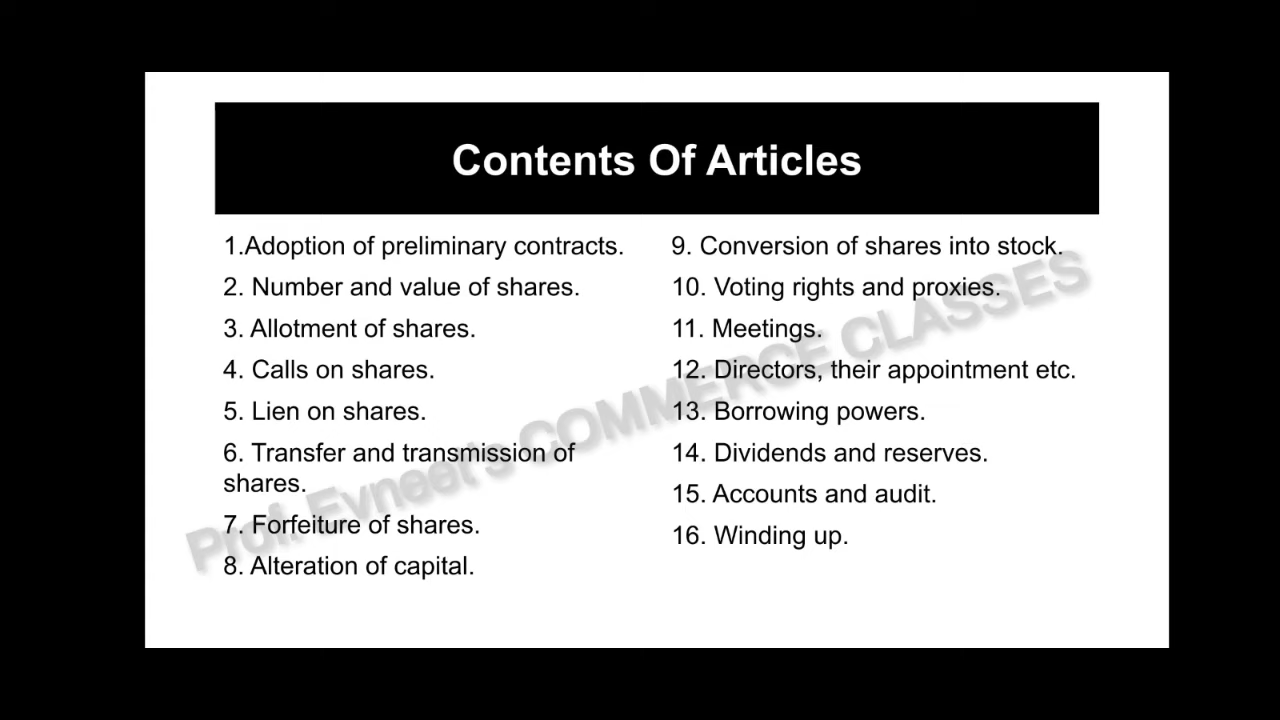 Contents Of Articles
1.Adoption of preliminary contracts.
2. Number and value of shares.
3. Allotment of shares.
4. Calls on shares.
5. Lien on shares.
6. Transfer and transmission of
shares.
7. Forfeiture of shares.
8. Alteration of capital.
9. Conversion of shares into stock.
10. Voting rights and proxies.
11. Meetings.
12. Directors, their appointment etc.
13. Borrowing powers.
14. Dividends and reserves.
15. Accounts and audit.
16. Winding up.
Prof. Evneet's COMMERCE CLASSES